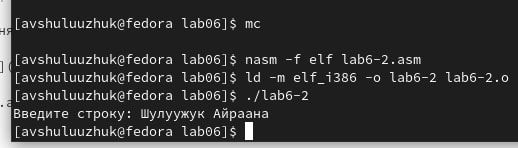 [avshuluuzhuk@fedora lab06]$ mc
[avshuluuzhuk@fedora lab06]$ nasm -f elf lab6-2.asm
[avshuluuzhuk@fedora lab06]$ ld -m elf_i386 -o lab6-2 lab6-2.o
[avshuluuzhuk@fedora lab06]$ ./lab6-2
Введите строку: Шулуужук Айраана
[avshuluuzhuk@fedora lab06]$